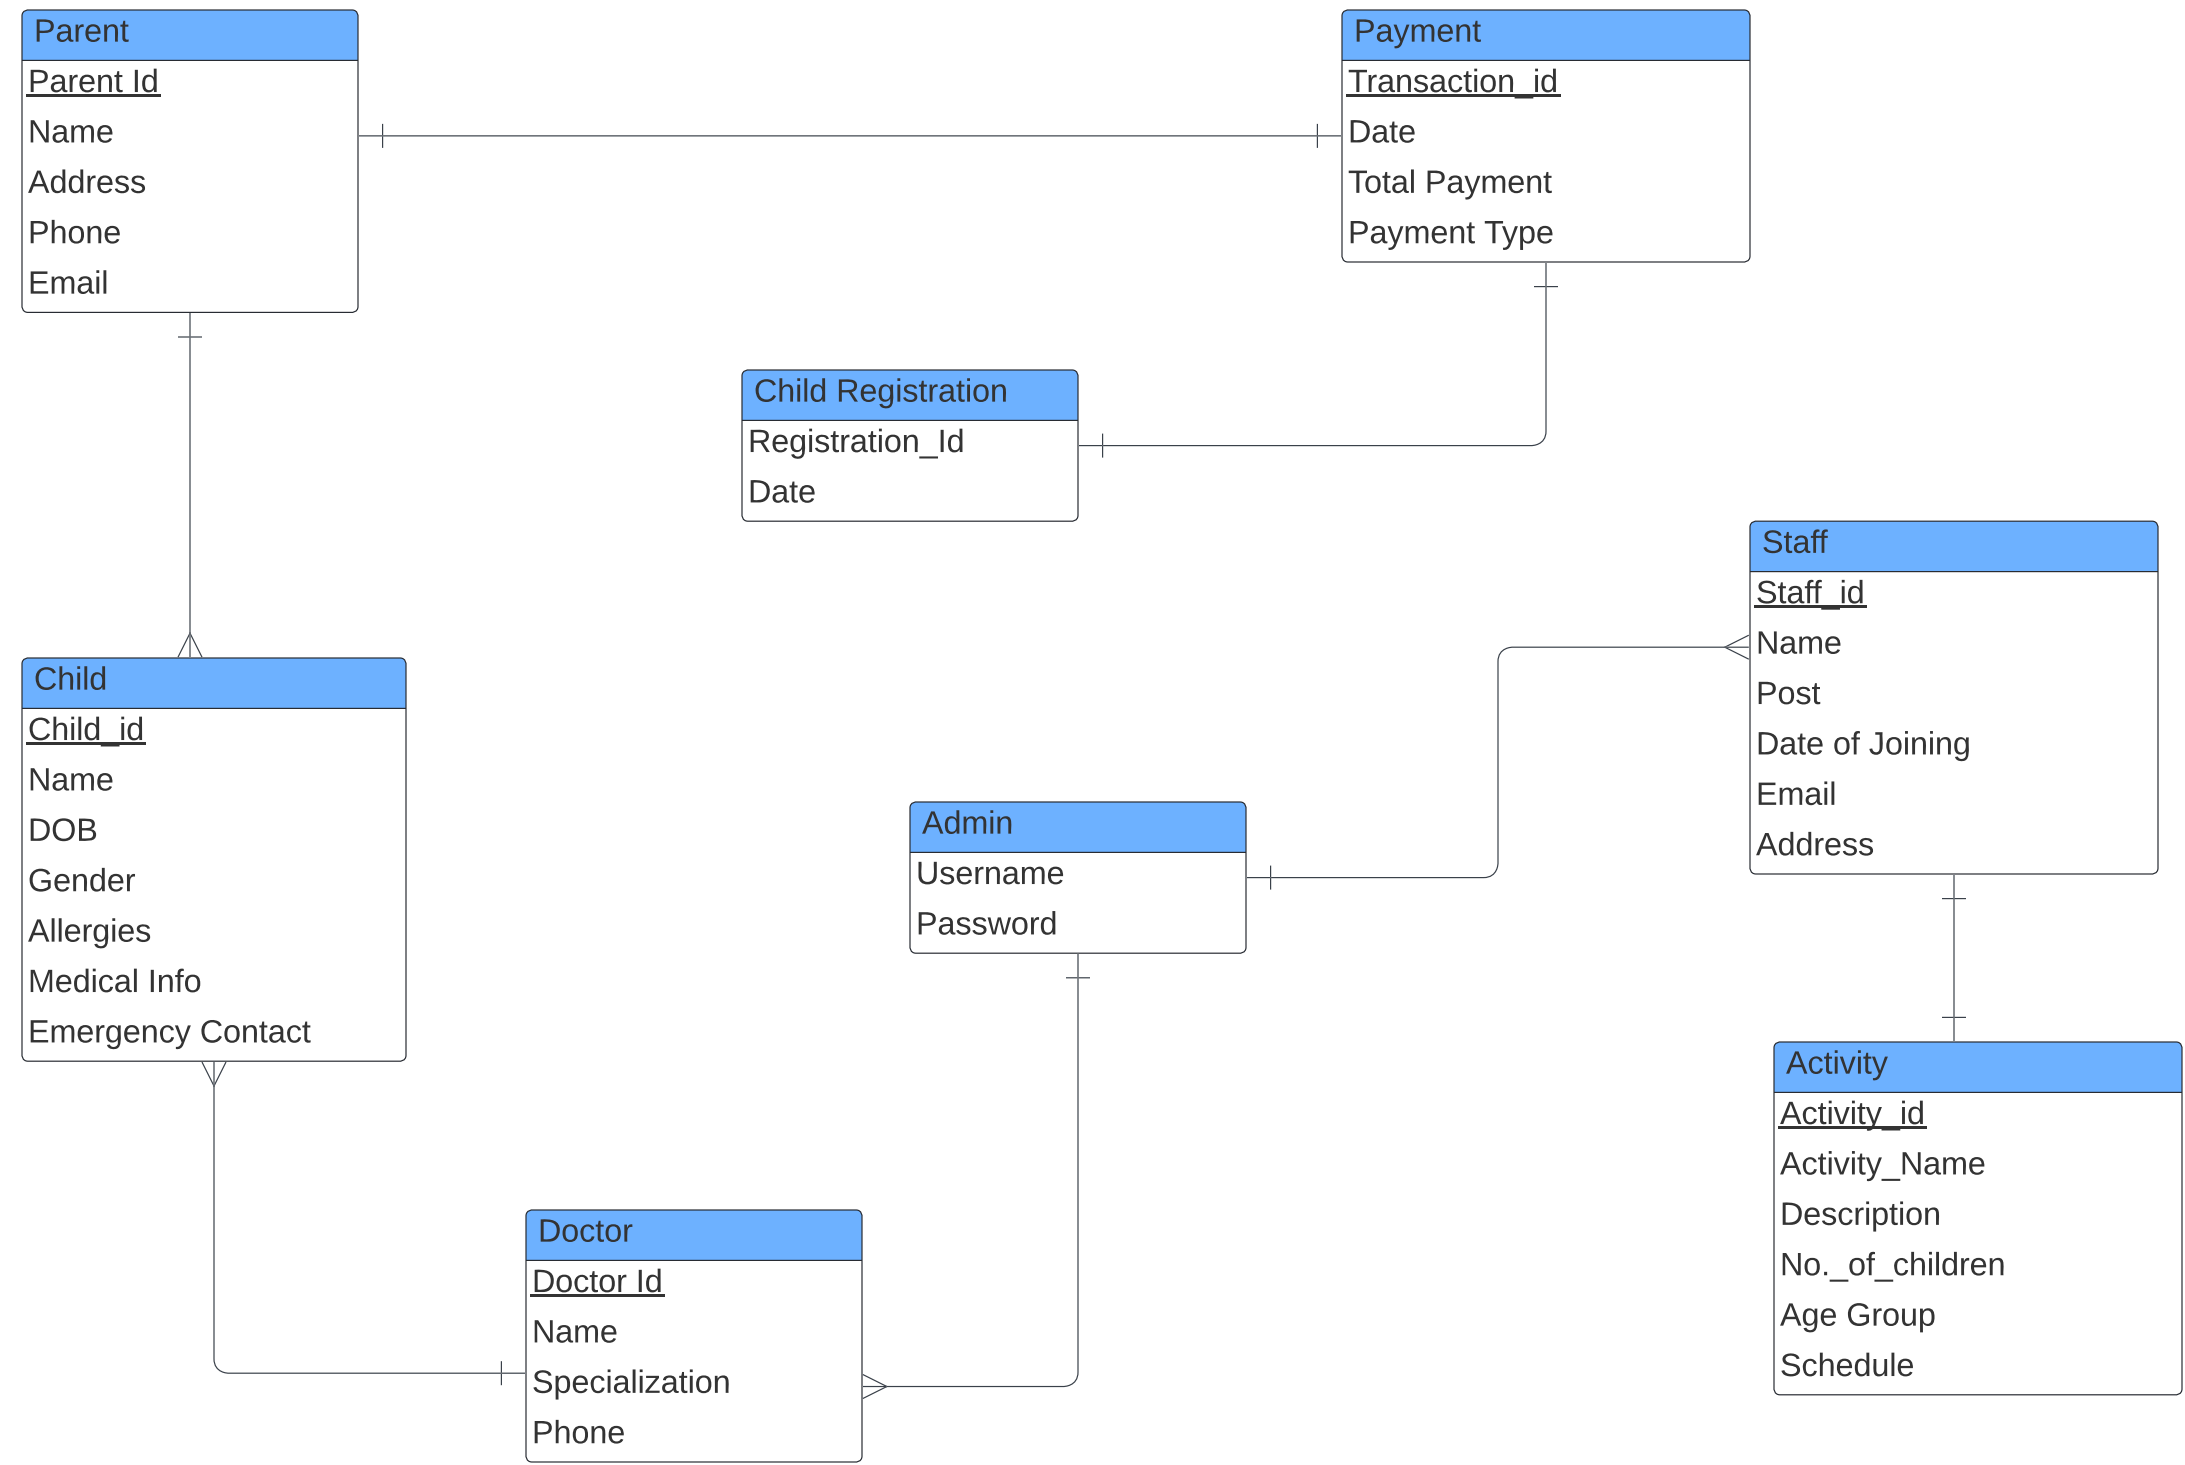 Parent
Parent Id
Name
Address
Phone
Email
Payment
Transaction_id
Date
Total Payment
Payment Type
Child Registration
Registration_Id
Date
Staff
Staff_id
Name
Post
Date of Joining
Email
Address
Child
Child_id
Name
DOB
Gender
Allergies
Medical Info
Emergency Contact
Admin
Username
Password
Activity
Activity_id
Activity_Name
Description
No._of_children
Age Group
Schedule
Doctor
Doctor Id
Name
Specialization
Phone